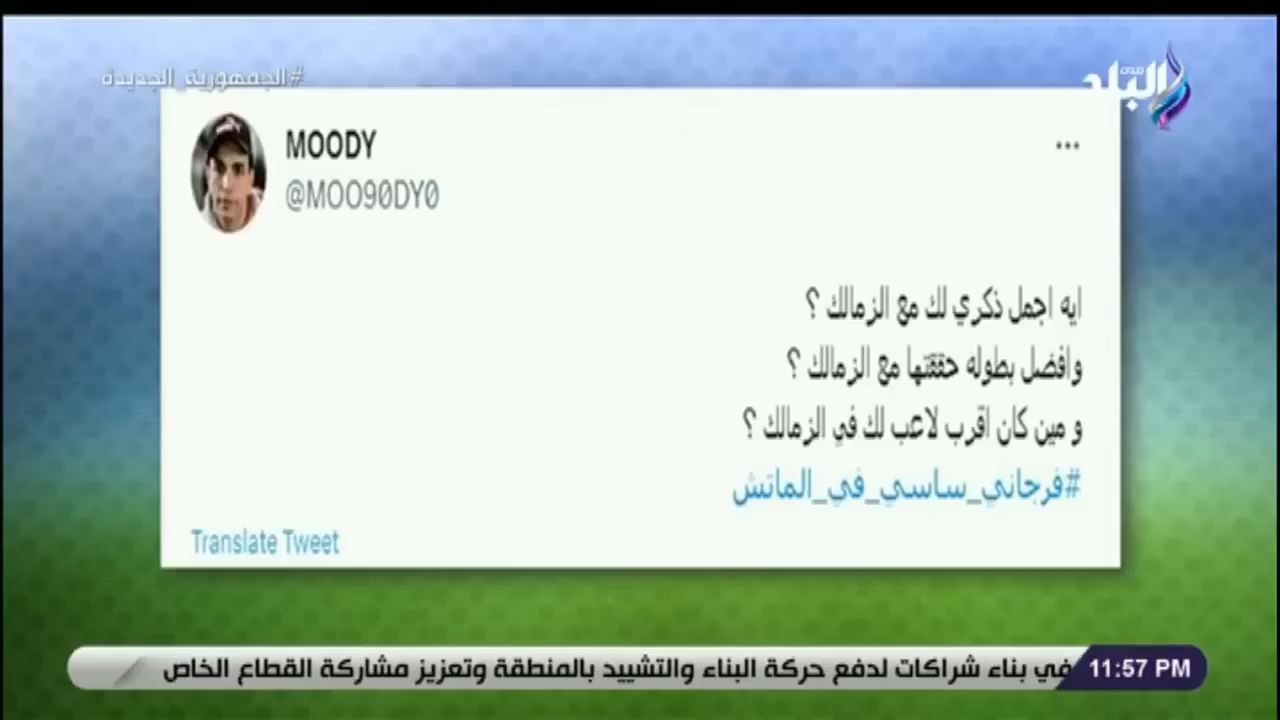 #الجمهورية_الجديدة
صدى البلد
MOODY
@MOO90DY0
ايه اجمل ذكري لك مع الزمالك ؟
وافضل بطوله حققتها مع الزمالك ؟
و مين كان اقرب لاعب لك في الزمالك ؟
#فرجاني_ساسي_في_الماتش
Translate Tweet
في بناء شراكات لدفع حركة البناء والتشييد بالمنطقة وتعزيز مشاركة القطاع الخاص
11:57 PM